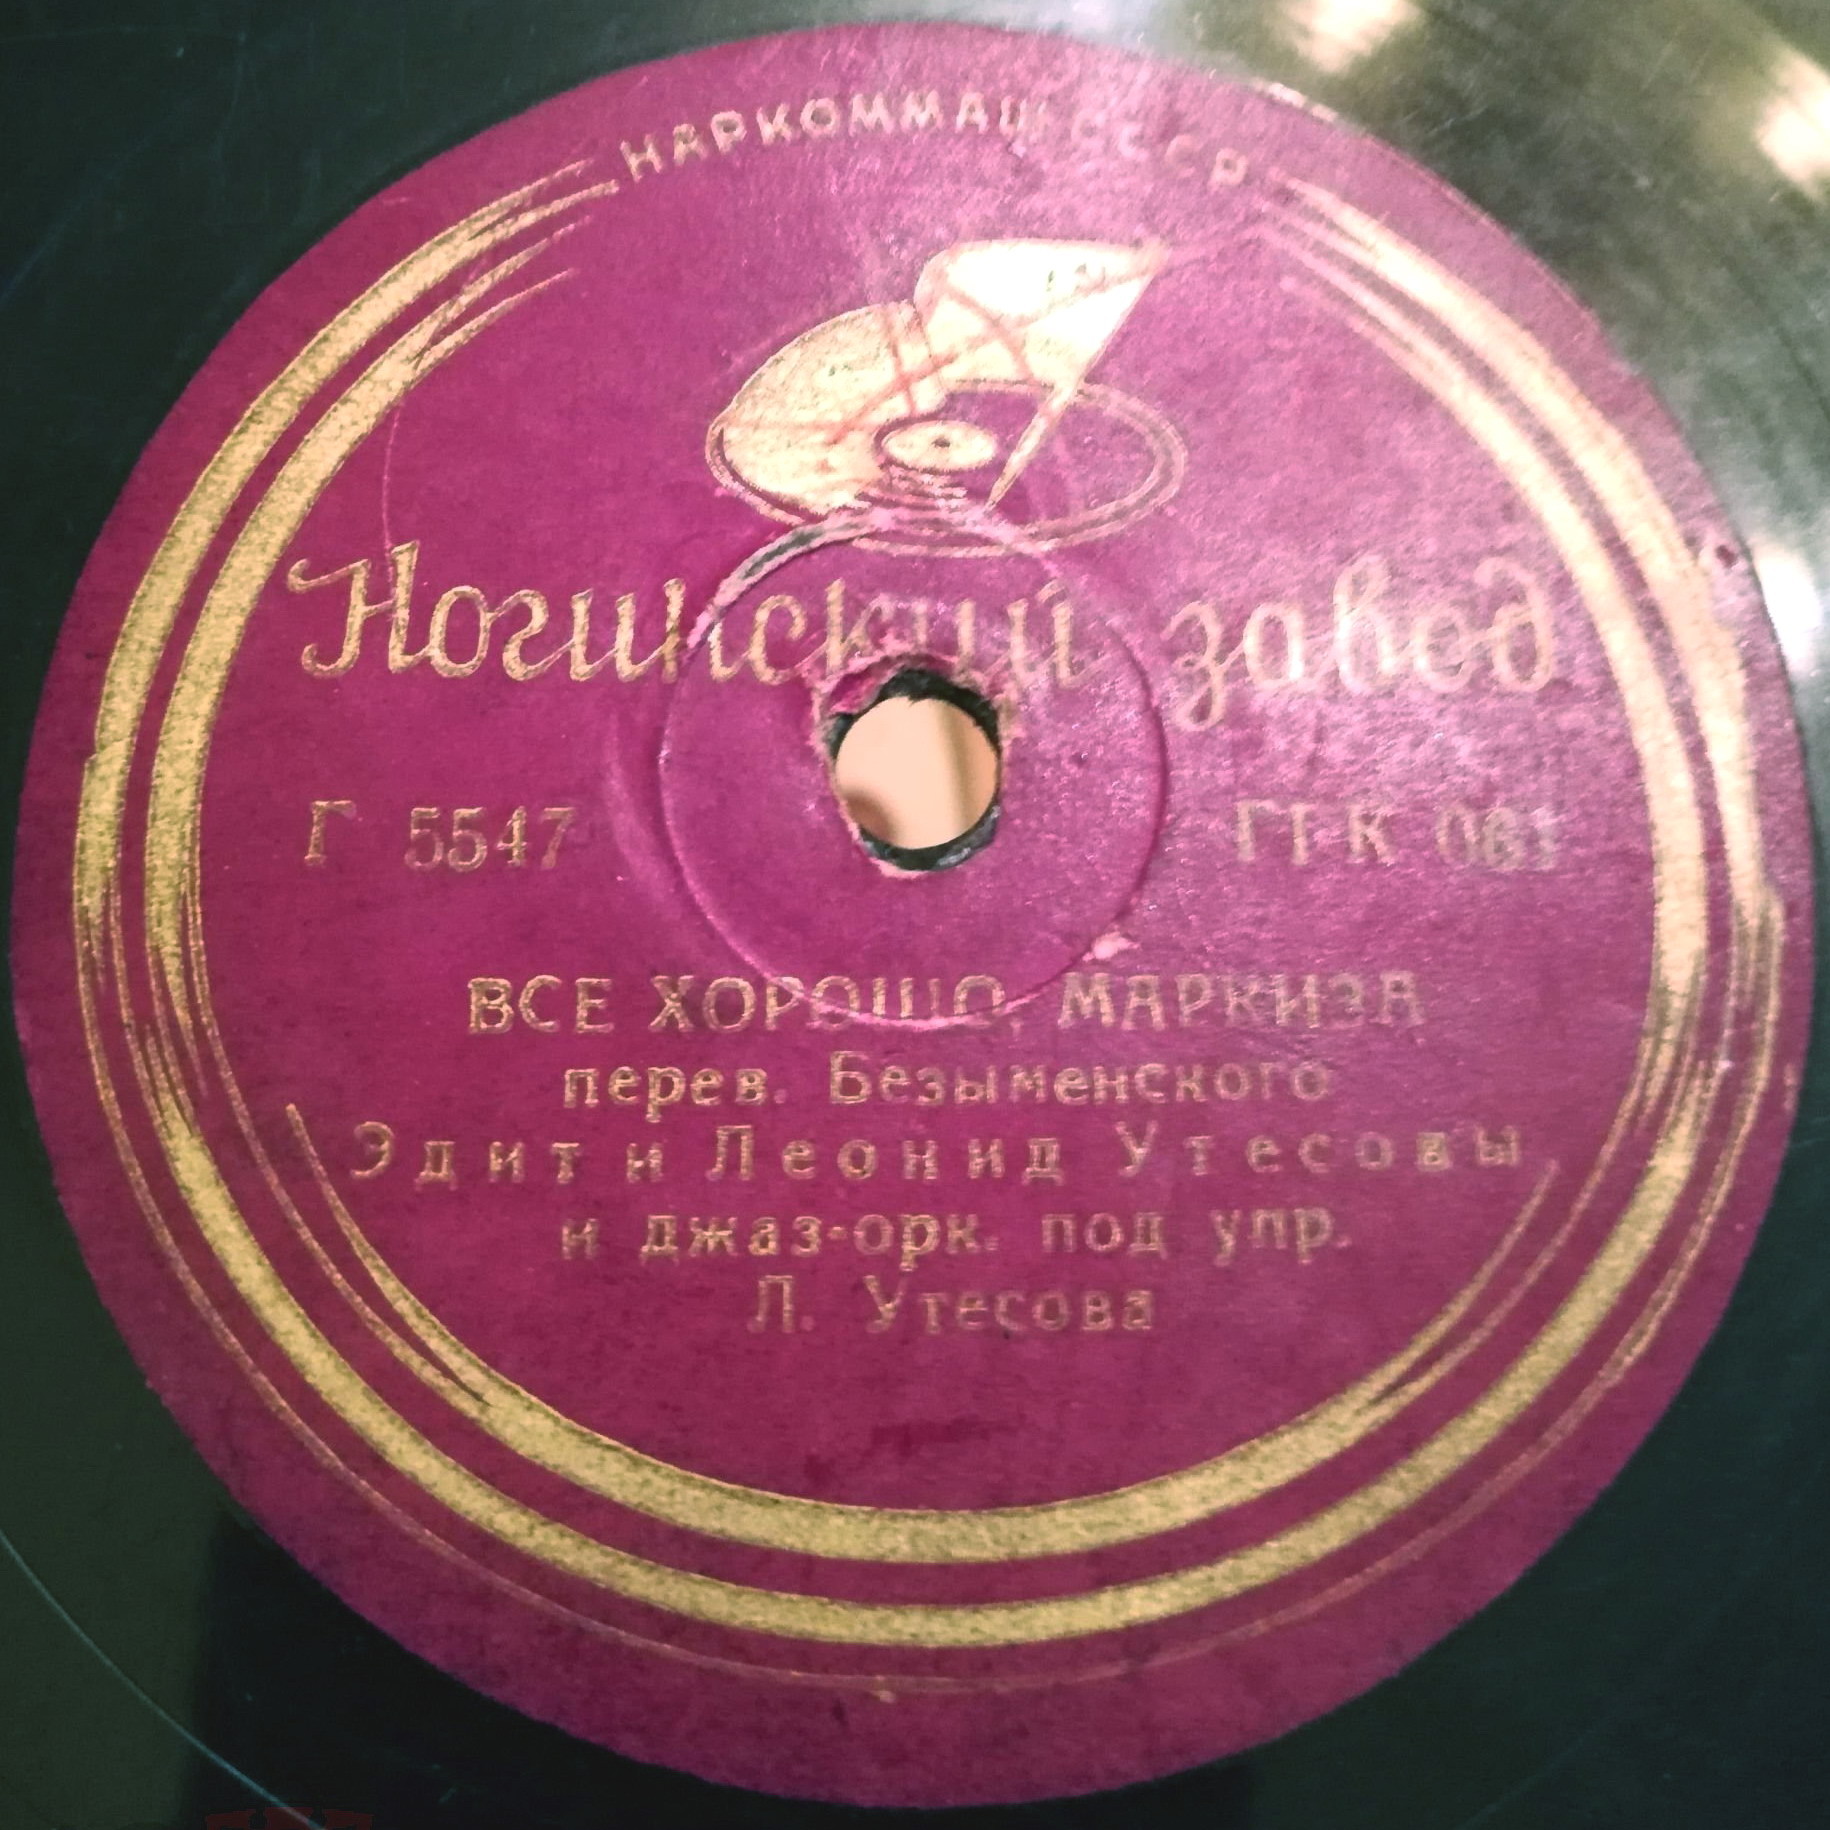 НАРКОММАШ СССР
Ногинский завод
Г 5547
ГГК 061
ВСЕ ХОРОШО, МАРКИЗА
перев. Безыменского
Эдит и Леонид Утесовы
и джаз-орк. под упр.
Л. Утесова